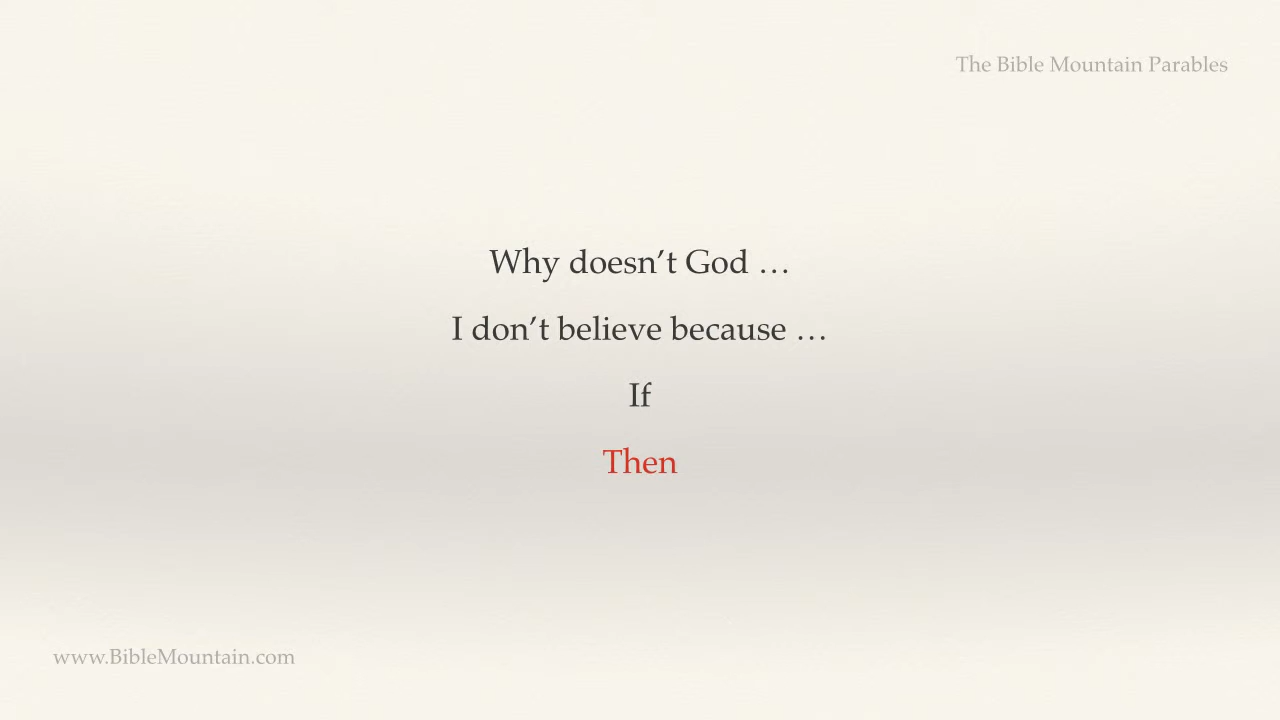 The Bible Mountain Parables
Why doesn’t God …
I don’t believe because …
If
Then
www.BibleMountain.com